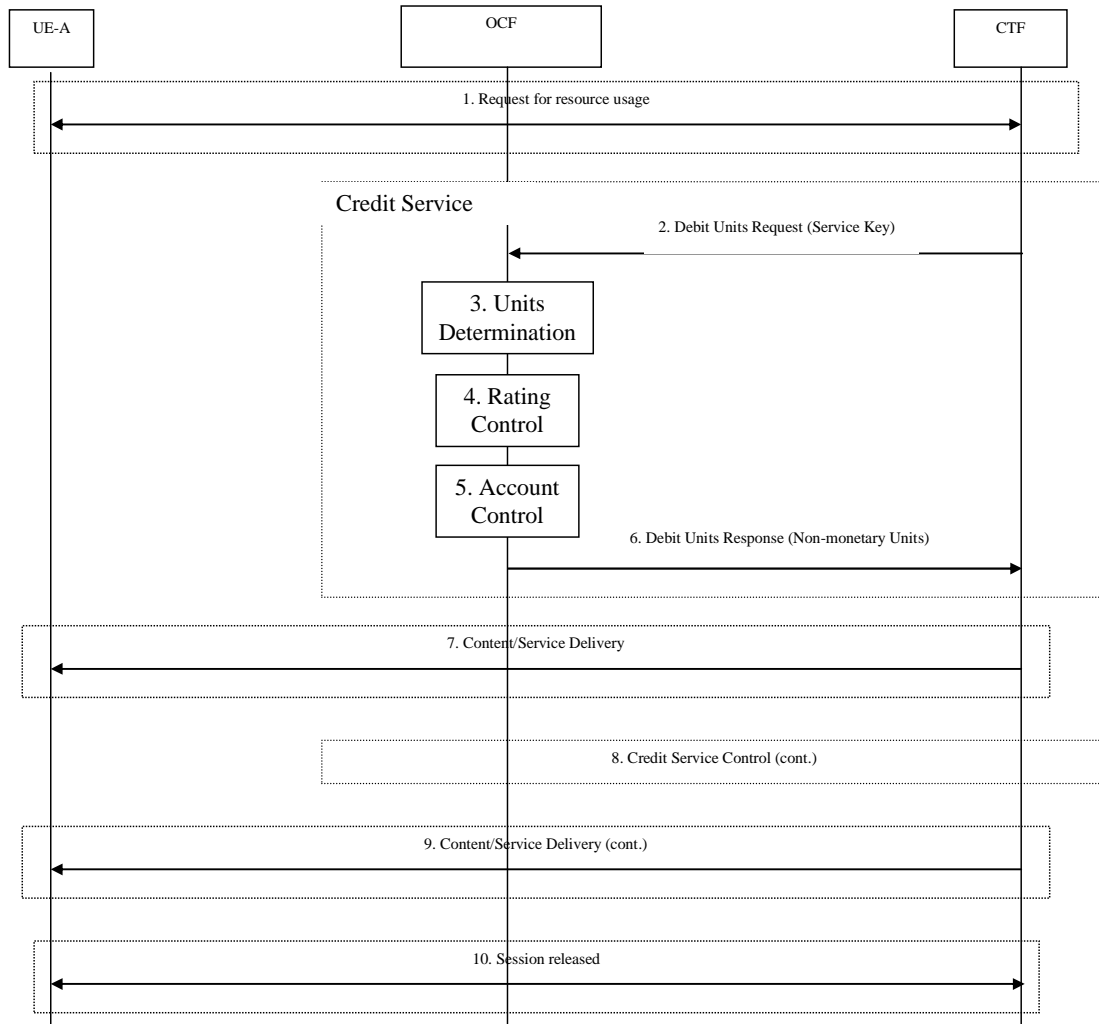 UE-A
OCF
CTF
1. Request for resource usage
Credit Service
2. Debit Units Request (Service Key)
3. Units
Determination
4. Rating
Control
5. Account
Control
6. Debit Units Response (Non-monetary Units)
7. Content/Service Delivery
8. Credit Service Control (cont.)
9. Content/Service Delivery (cont.)
10. Session released